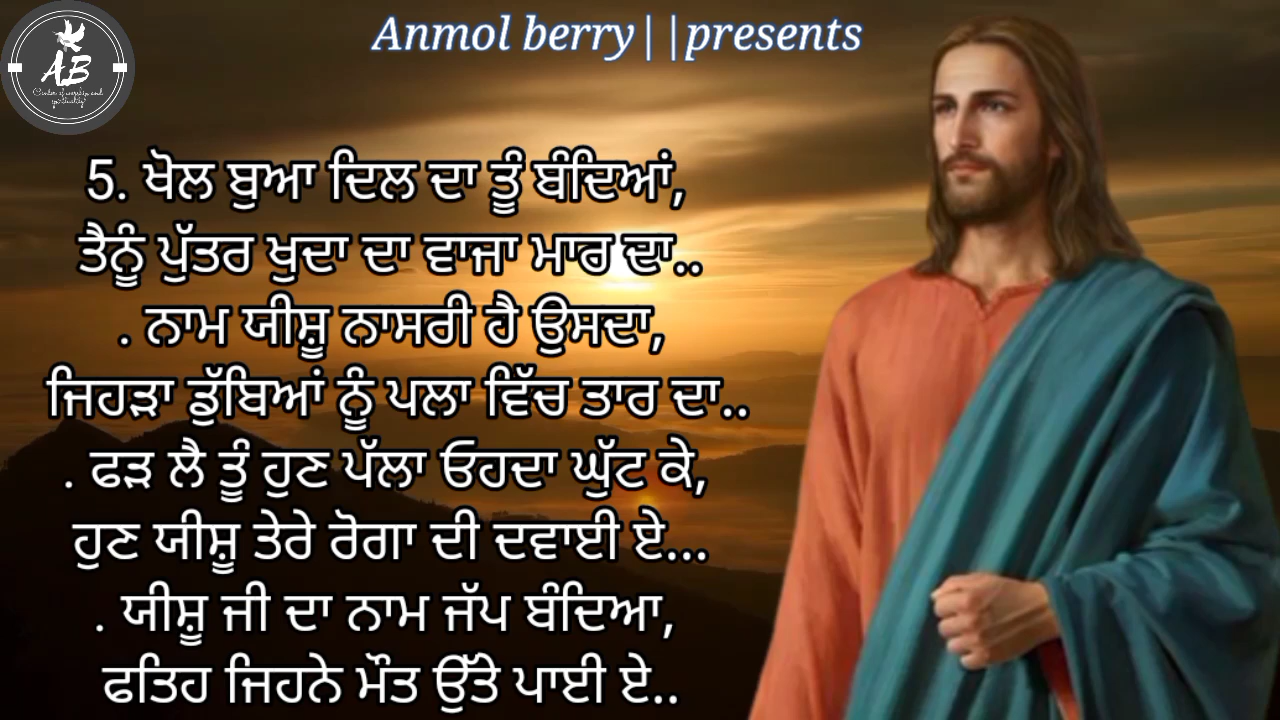 Anmol berry||presents
AB
5. ਖੋਲ ਬੁਆ ਦਿਲ ਦਾ ਤੂੰ ਬੰਦਿਆਂ,
ਤੈਨੂੰ ਪੁੱਤਰ ਖੁਦਾ ਦਾ ਵਾਜਾ ਮਾਰ ਦਾ..
. ਨਾਮ ਯੀਸ਼ੂ ਨਾਸਰੀ ਹੈ ਉਸਦਾ,
ਜਿਹੜਾ ਡੁੱਬਿਆਂ ਨੂੰ ਪਲਾ ਵਿੱਚ ਤਾਰ ਦਾ..
. ਫੜ ਲੈ ਤੂੰ ਹੁਣ ਪੱਲਾ ਓਹਦਾ ਘੁੱਟ ਕੇ,
ਹੁਣ ਯੀਸ਼ੂ ਤੇਰੇ ਰੋਗਾ ਦੀ ਦਵਾਈ ਏ...
. ਯੀਸ਼ੂ ਜੀ ਦਾ ਨਾਮ ਜੱਪ ਬੰਦਿਆ,
ਫਤਿਹ ਜਿਹਨੇ ਮੌਤ ਉੱਤੇ ਪਾਈ ਏ..